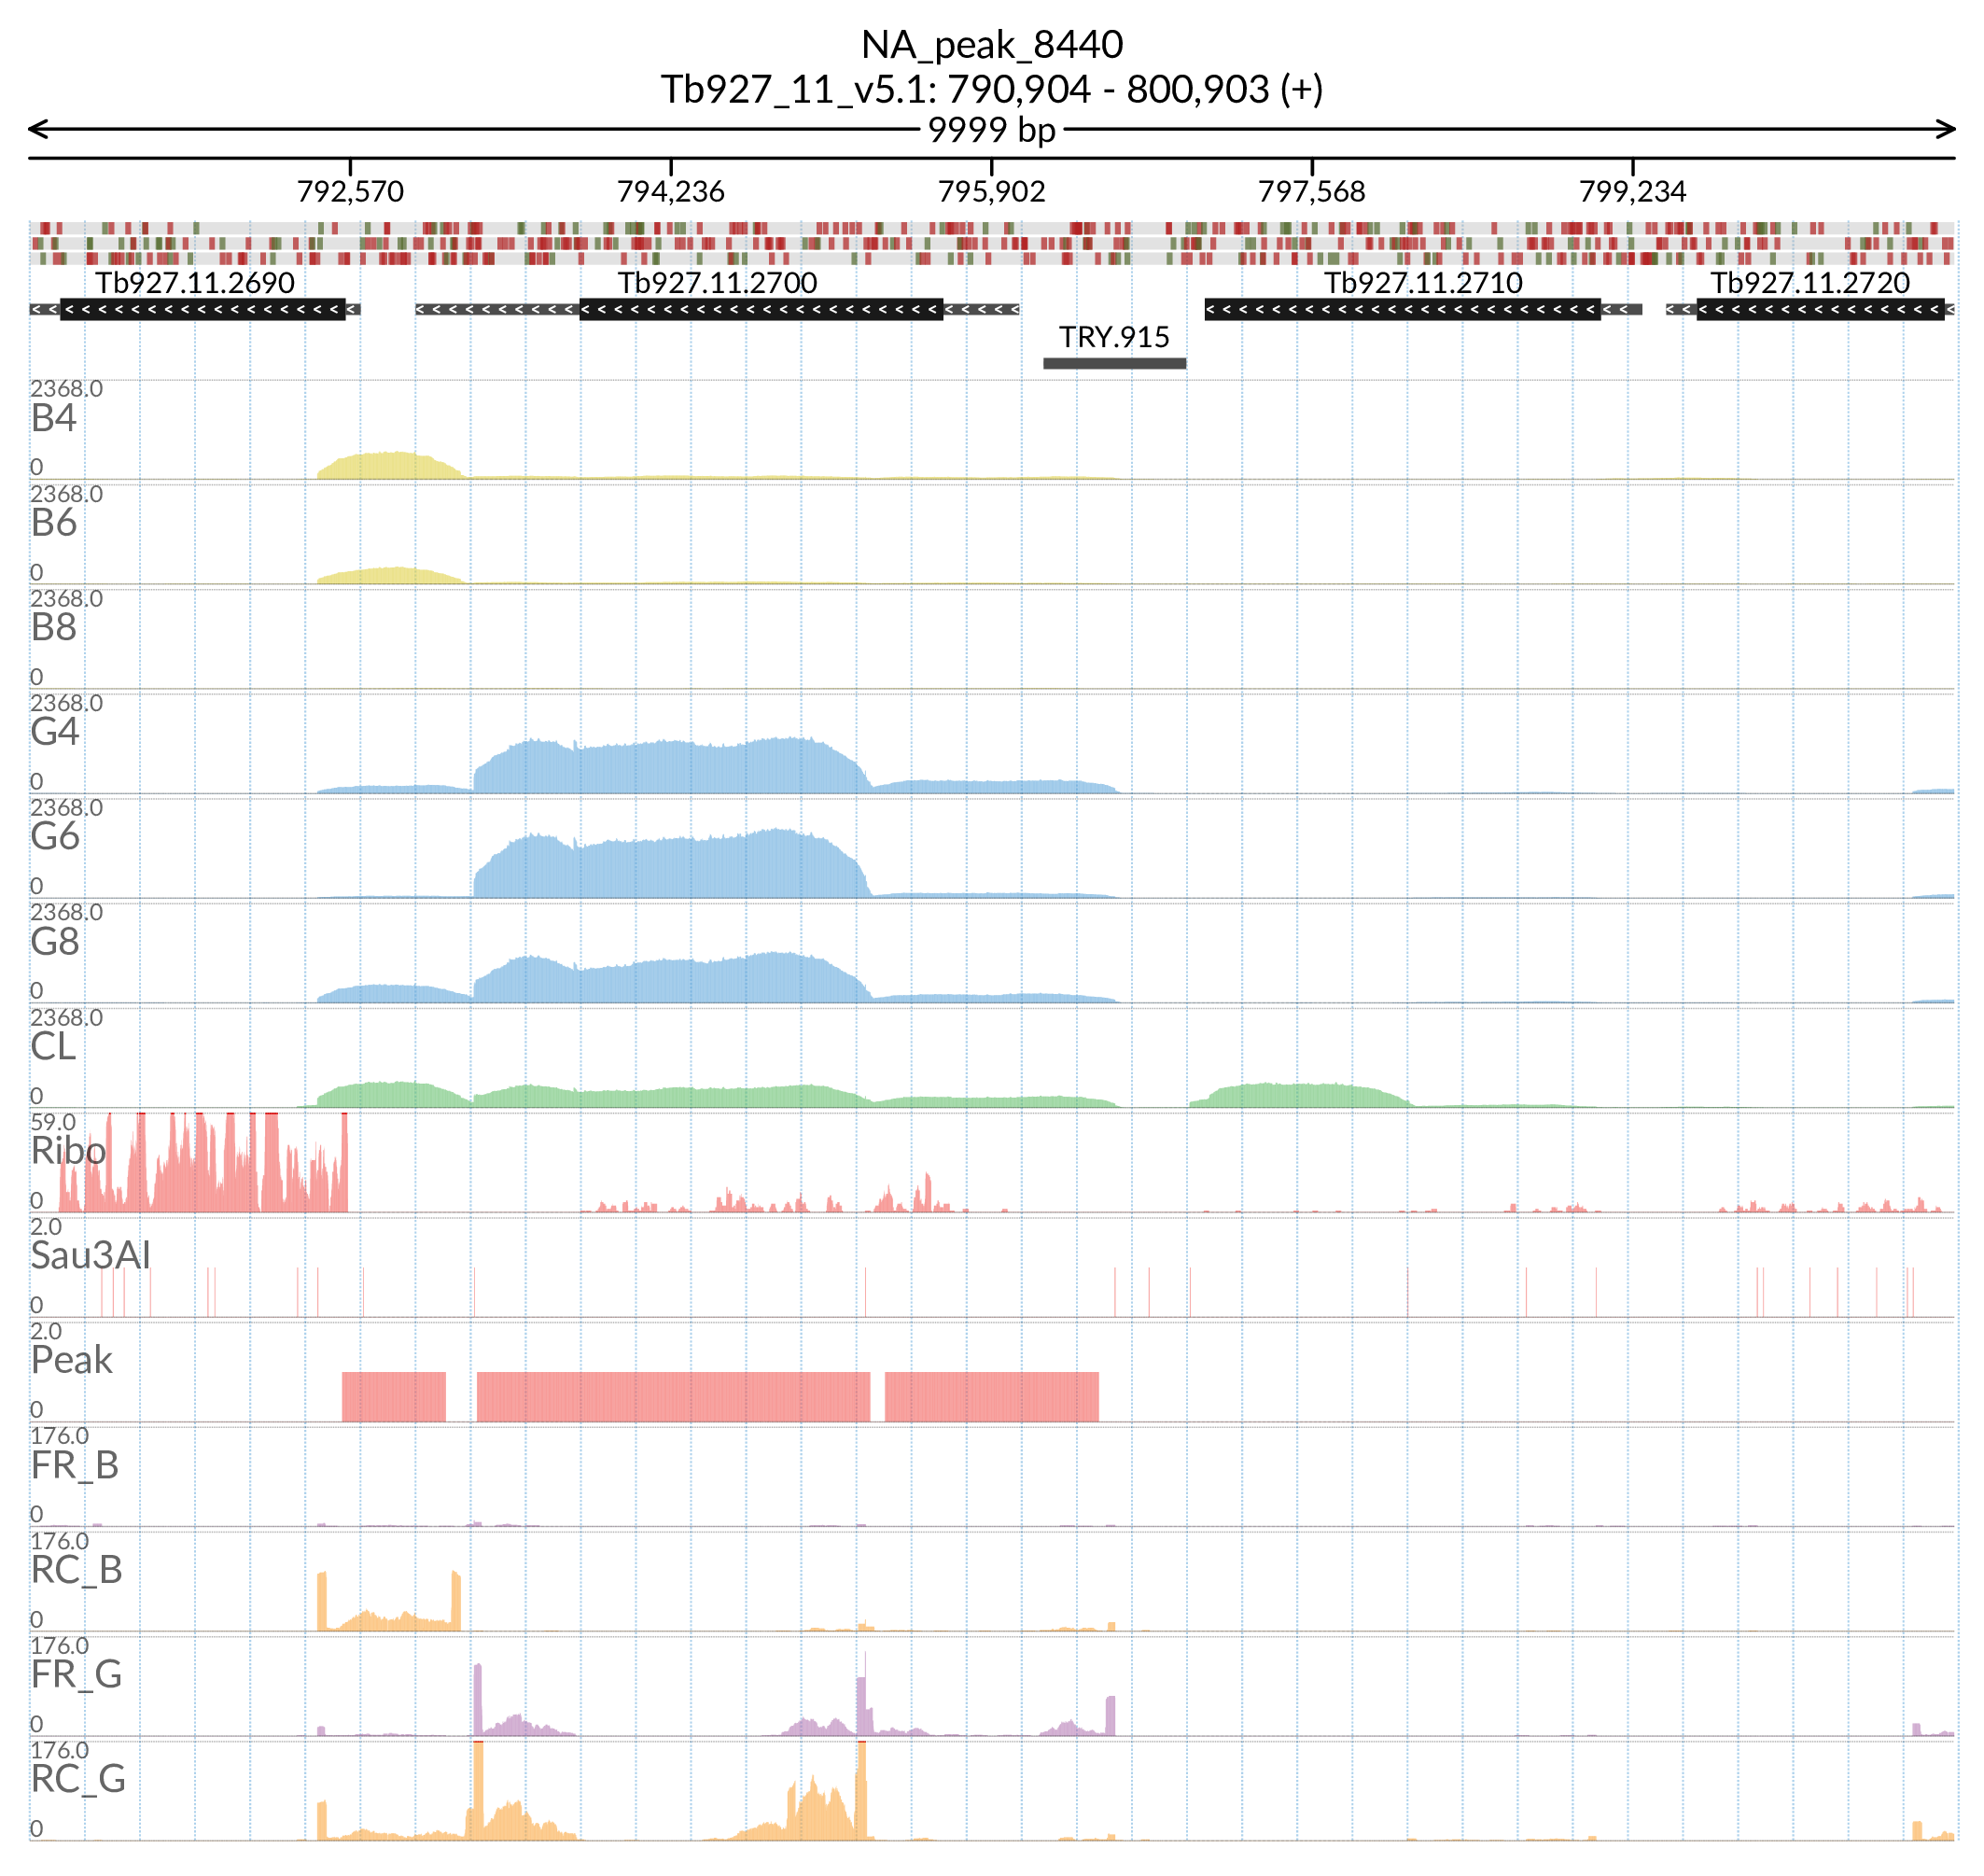 NA_peak_8440
Tb927_11_v5.1: 790,904 - 800,903 (+)
9999 bp
792,570 794,236 795,902 797,568 799,234
Tb927.11.2690 Tb927.11.2700 Tb927.11.2710 Tb927.11.2720
TRY.915
2368.0
B4
0
2368.0
B6
0
2368.0
B8
0
2368.0
G4
0
2368.0
G6
0
2368.0
G8
0
2368.0
CL
0
59.0
Ribo
0
2.0
Sau3AI
0
2.0
Peak
0
176.0
FR_B
0
176.0
RC_B
0
176.0
FR_G
0
176.0
RC_G
0